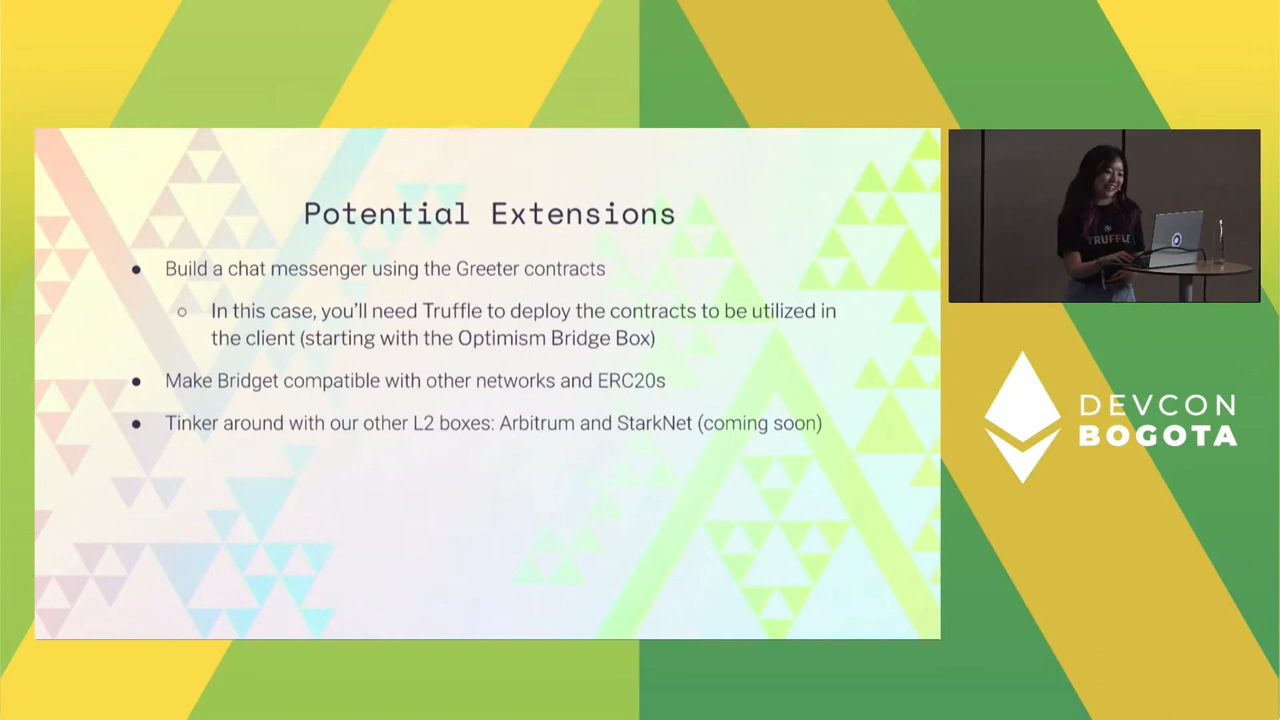 Potential Extensions
● Build a chat messenger using the Greeter contracts
○ In this case, you'll need Truffle to deploy the contracts to be utilized in
the client (starting with the Optimism Bridge Box)
● Make Bridget compatible with other networks and ERC20s
● Tinker around with our other L2 boxes: Arbitrum and StarkNet (coming soon)
TRUFFLE
DEVCON
BOGOTA